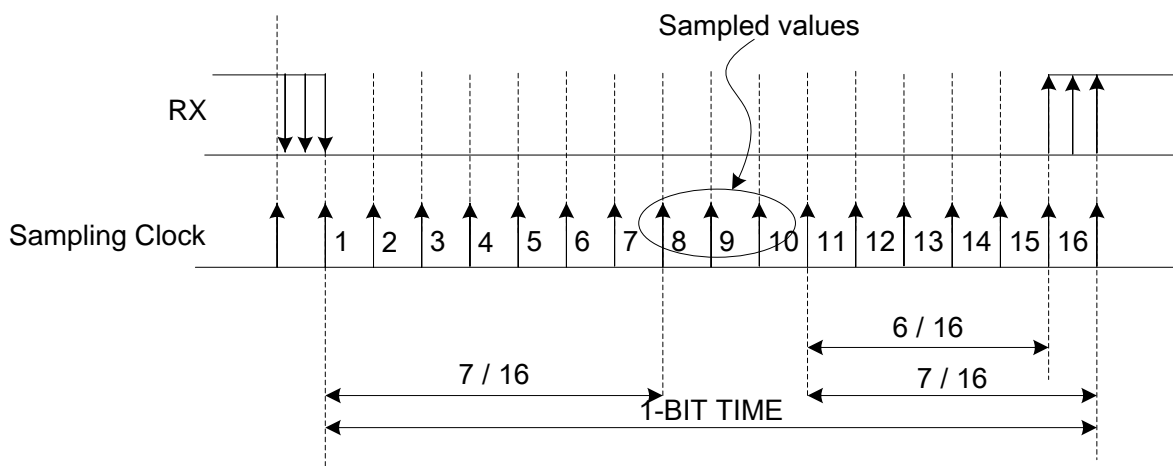 Sampled values
RX
Sampling Clock
1 2 3 4 5 6 7 8 9 10 11 12 13 14 15 16
6 / 16
7 / 16
7 / 16
1-BIT TIME